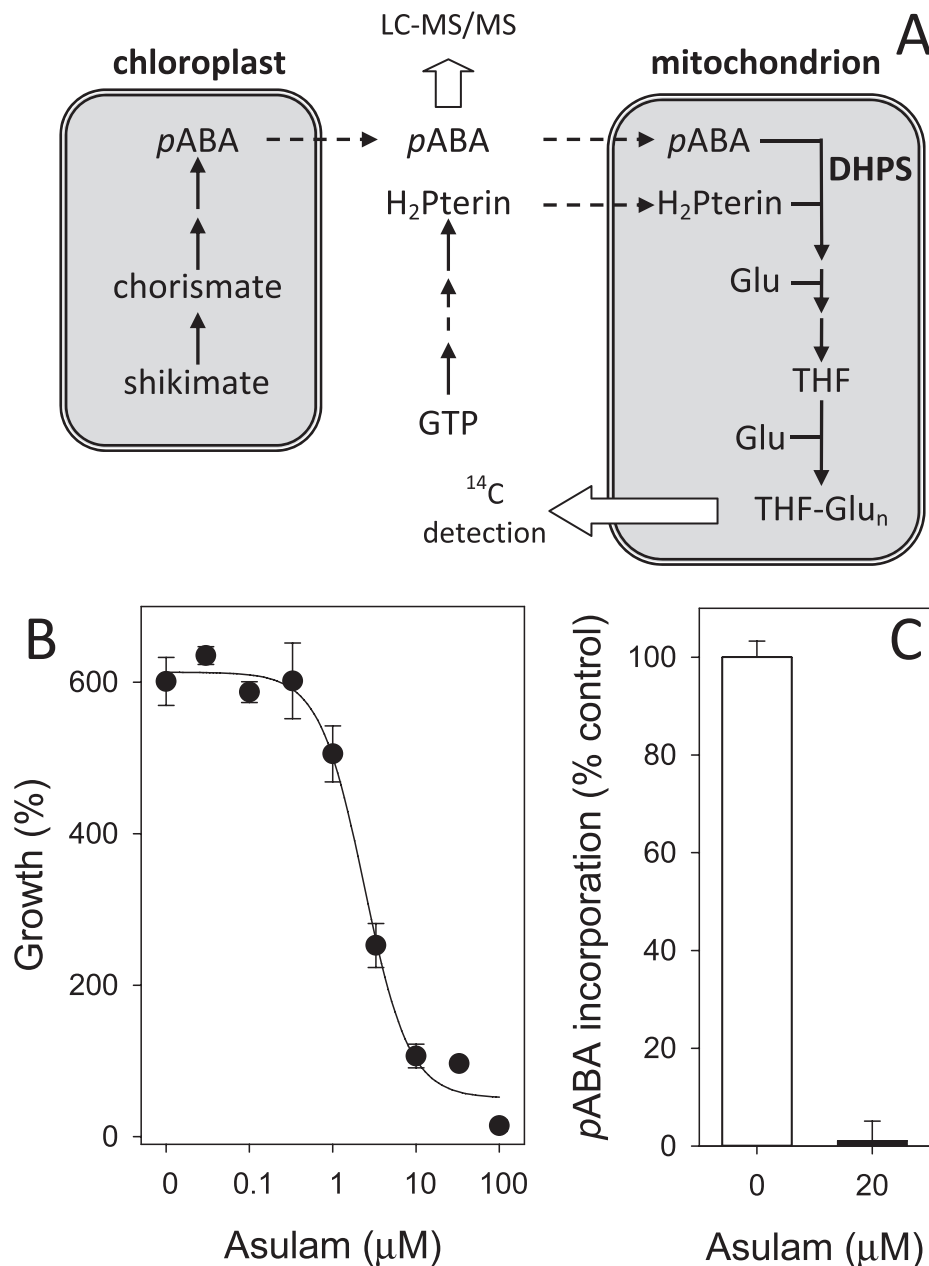 A
LC-MS/MS
chloroplast
mitochondrion
pABA
pABA
pABA
DHPS
H₂Pterin
H₂Pterin
chorismate
Glu
shikimate
THF
GTP
Glu
¹⁴C
detection
THF-Gluₙ
B
Growth (%)
600
400
200
0
0 0.1 1 10 100
Asulam (μM)
C
pABA incorporation (% control)
100
80
60
40
20
0
0 20
Asulam (μM)